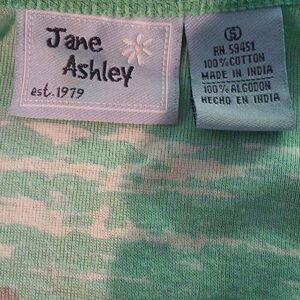 Jane
Ashley
est.1979
S
RN. 59451
100% COTTON
MADE IN INDIA
100% ALGODON
HECHO EN INDIA